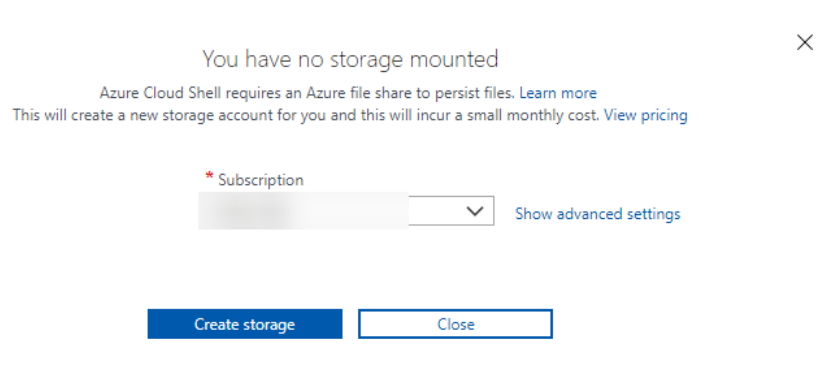 You have no storage mounted
Azure Cloud Shell requires an Azure file share to persist files. Learn more
This will create a new storage account for you and this will incur a small monthly cost. View pricing
* Subscription
Show advanced settings
Create storage
Close